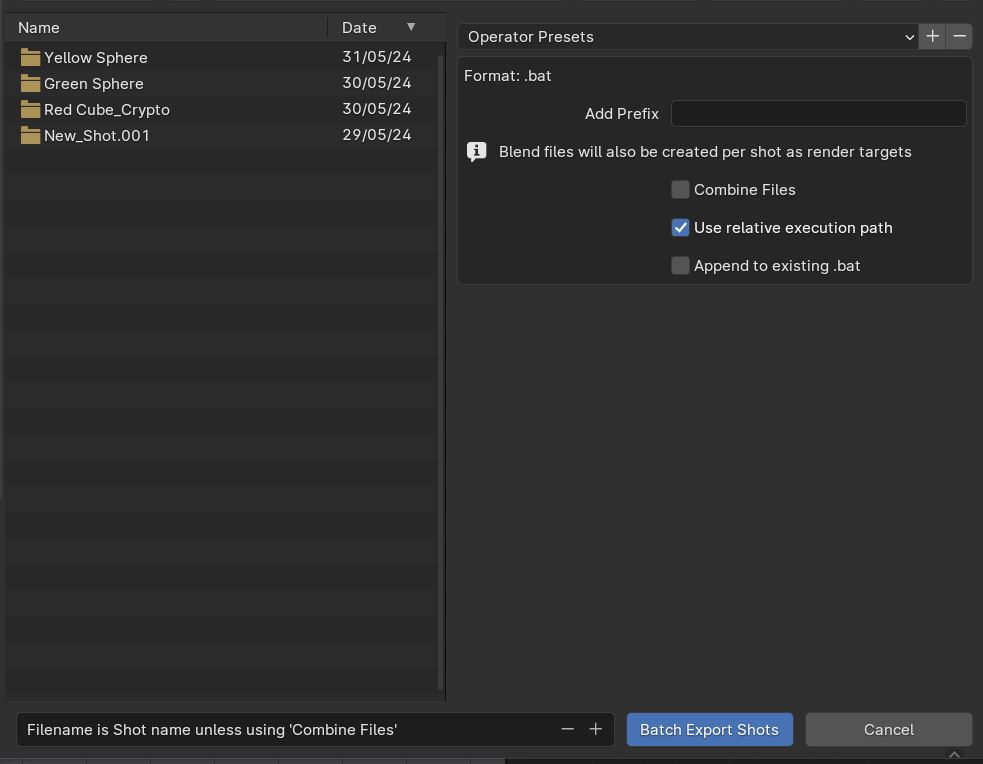 Name Date ▼
Yellow Sphere 31/05/24
Green Sphere 30/05/24
Red Cube_Crypto 30/05/24
New_Shot.001 29/05/24
Operator Presets
Format: .bat
Add Prefix
Blend files will also be created per shot as render targets
Combine Files
Use relative execution path
Append to existing .bat
Filename is Shot name unless using 'Combine Files'
Batch Export Shots
Cancel